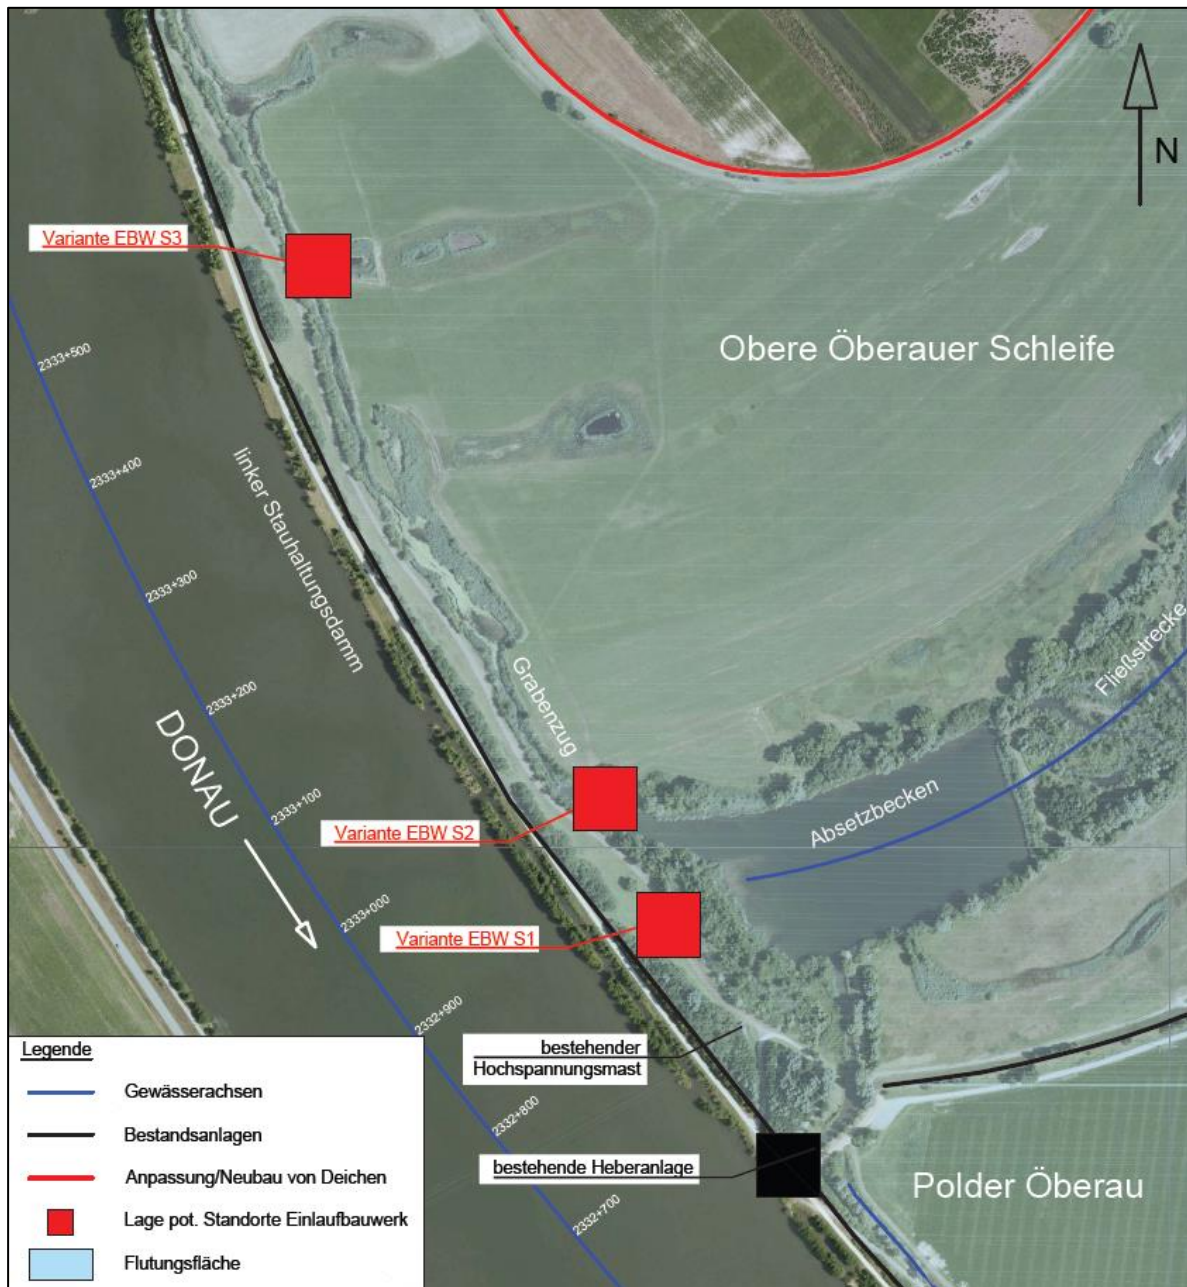 N
Variante EBW S3
Obere Öberauer Schleife
2333+500
2333+400
linker Stauhaltungsdamm
2333+300
Fließstrecke
2333+200
Grabenzug
DONAU
2333+100
Absetzbecken
Variante EBW S2
2333+000
Variante EBW S1
2332+900
bestehender
Hochspannungsmast
2332+800
bestehende Heberanlage
Polder Öberau
2332+700
Legende
Gewässerachsen
Bestandsanlagen
Anpassung/Neubau von Deichen
Lage pot. Standorte Einlaufbauwerk
Flutungsfläche